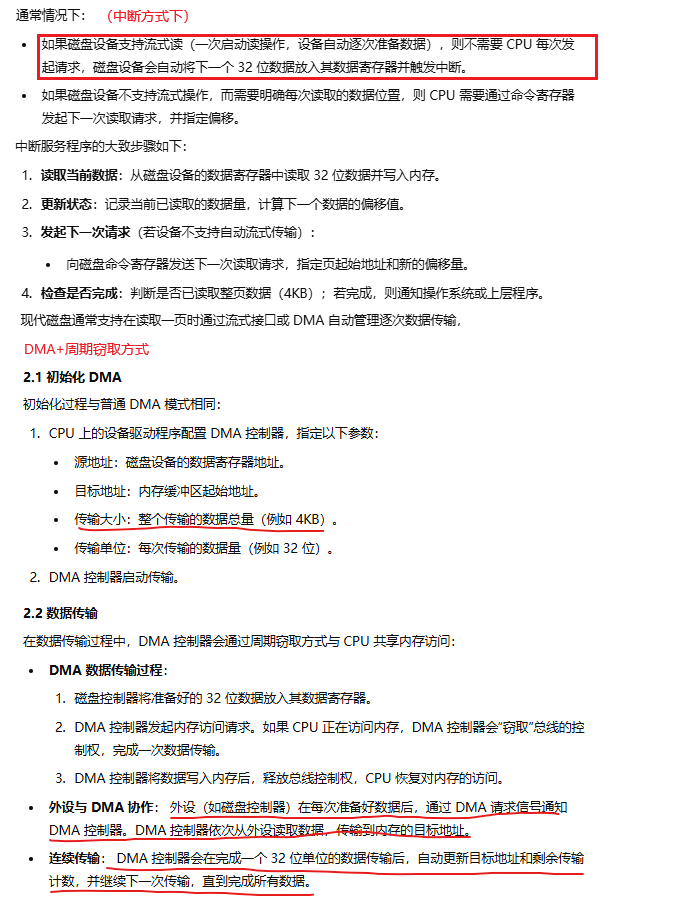 通常情况下： （中断方式下）
• 如果磁盘设备支持流式读（一次启动读操作，设备自动逐次准备数据），则不需要 CPU 每次发
起请求，磁盘设备会自动将下一个 32 位数据放入其数据寄存器并触发中断。
• 如果磁盘设备不支持流式操作，而需要明确每次读取的数据位置，则 CPU 需要通过命令寄存器
发起下一次读取请求，并指定偏移。
中断服务程序的大致步骤如下：
1. 读取当前数据：从磁盘设备的数据寄存器中读取 32 位数据并写入内存。
2. 更新状态：记录当前已读取的数据量，计算下一个数据的偏移值。
3. 发起下一次请求（若设备不支持自动流式传输）：
• 向磁盘命令寄存器发送下一次读取请求，指定页起始地址和新的偏移量。
4. 检查是否完成：判断是否已读取整页数据（4KB）；若完成，则通知操作系统或上层程序。
现代磁盘通常支持在读取一页时通过流式接口或 DMA 自动管理逐次数据传输，
DMA+周期窃取方式
2.1 初始化 DMA
初始化过程与普通 DMA 模式相同：
1. CPU 上的设备驱动程序配置 DMA 控制器，指定以下参数：
• 源地址：磁盘设备的数据寄存器地址。
• 目标地址：内存缓冲区起始地址。
• 传输大小：整个传输的数据总量（例如 4KB）。
• 传输单位：每次传输的数据量（例如 32 位）。
2. DMA 控制器启动传输。
2.2 数据传输
在数据传输过程中，DMA 控制器会通过周期窃取方式与 CPU 共享内存访问：
• DMA 数据传输过程：
1. 磁盘控制器将准备好的 32 位数据放入其数据寄存器。
2. DMA 控制器发起内存访问请求。如果 CPU 正在访问内存，DMA 控制器会“窃取”总线的控
制权，完成一次数据传输。
3. DMA 控制器将数据写入内存后，释放总线控制权，CPU 恢复对内存的访问。
• 外设与 DMA 协作：外设（如磁盘控制器）在每次准备好数据后，通过 DMA 请求信号通知
DMA 控制器。DMA 控制器依次从外设读取数据，传输到内存的目标地址。
• 连续传输： DMA 控制器会在完成一个 32 位单位的数据传输后，自动更新目标地址和剩余传输
计数，并继续下一次传输，直到完成所有数据。